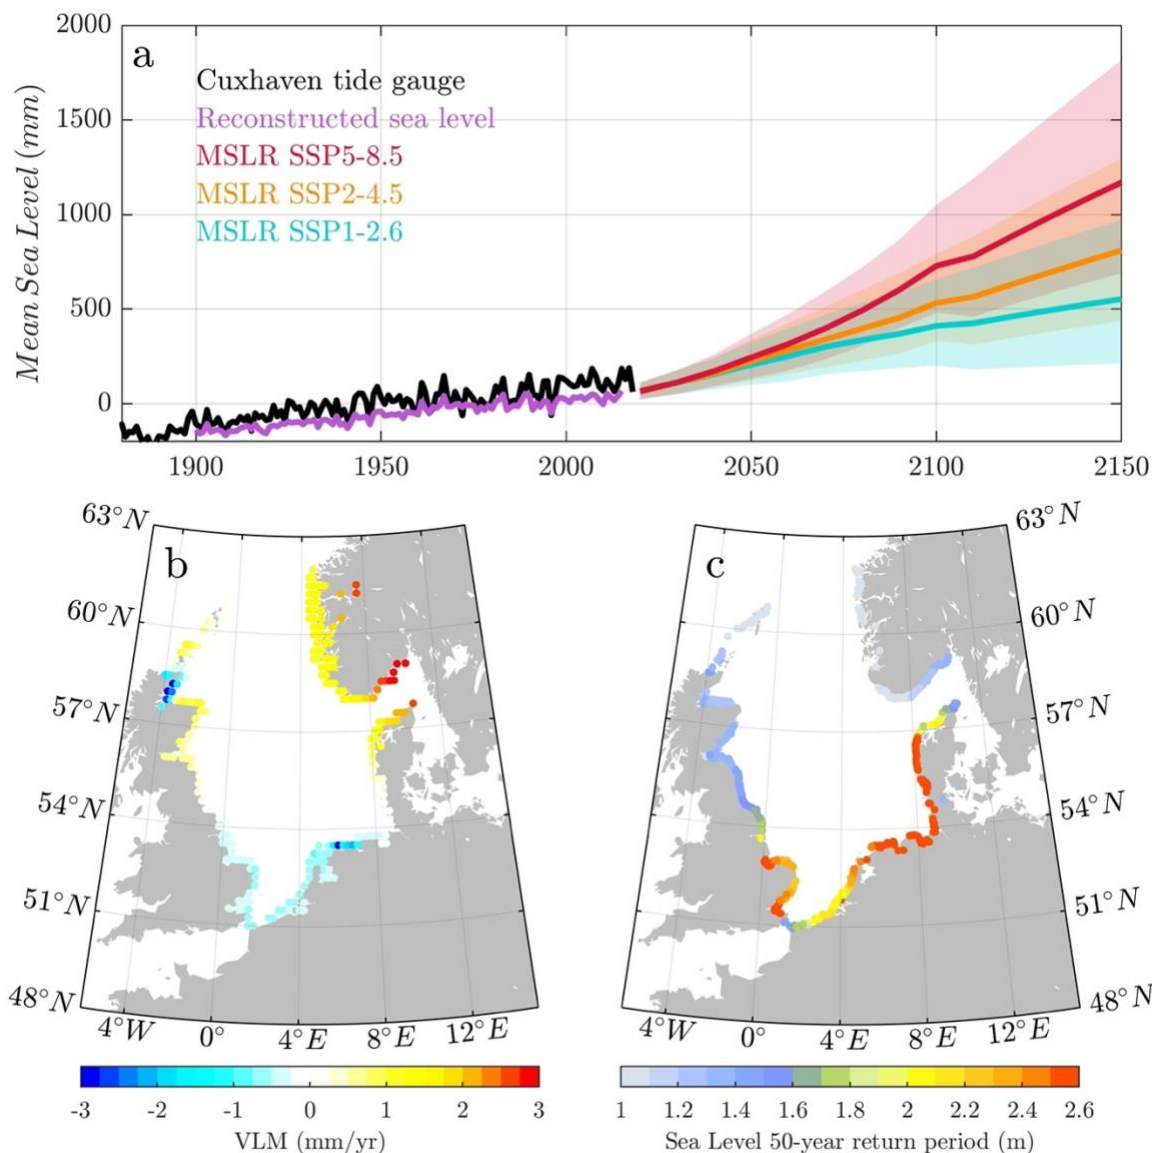 2000
a
Cuxhaven tide gauge
Reconstructed sea level
MSLR SSP5-8.5
MSLR SSP2-4.5
MSLR SSP1-2.6
1500
1000
500
0
Mean Sea Level (mm)
1900 1950 2000 2050 2100 2150
63°N
60°N
57°N
54°N
51°N
48°N
b
4°W 0° 4°E 8°E 12°E
-3 -2 -1 0 1 2 3
VLM (mm/yr)
c
63°N
60°N
57°N
54°N
51°N
48°N
4°W 0° 4°E 8°E 12°E
1 1.2 1.4 1.6 1.8 2 2.2 2.4 2.6
Sea Level 50-year return period (m)